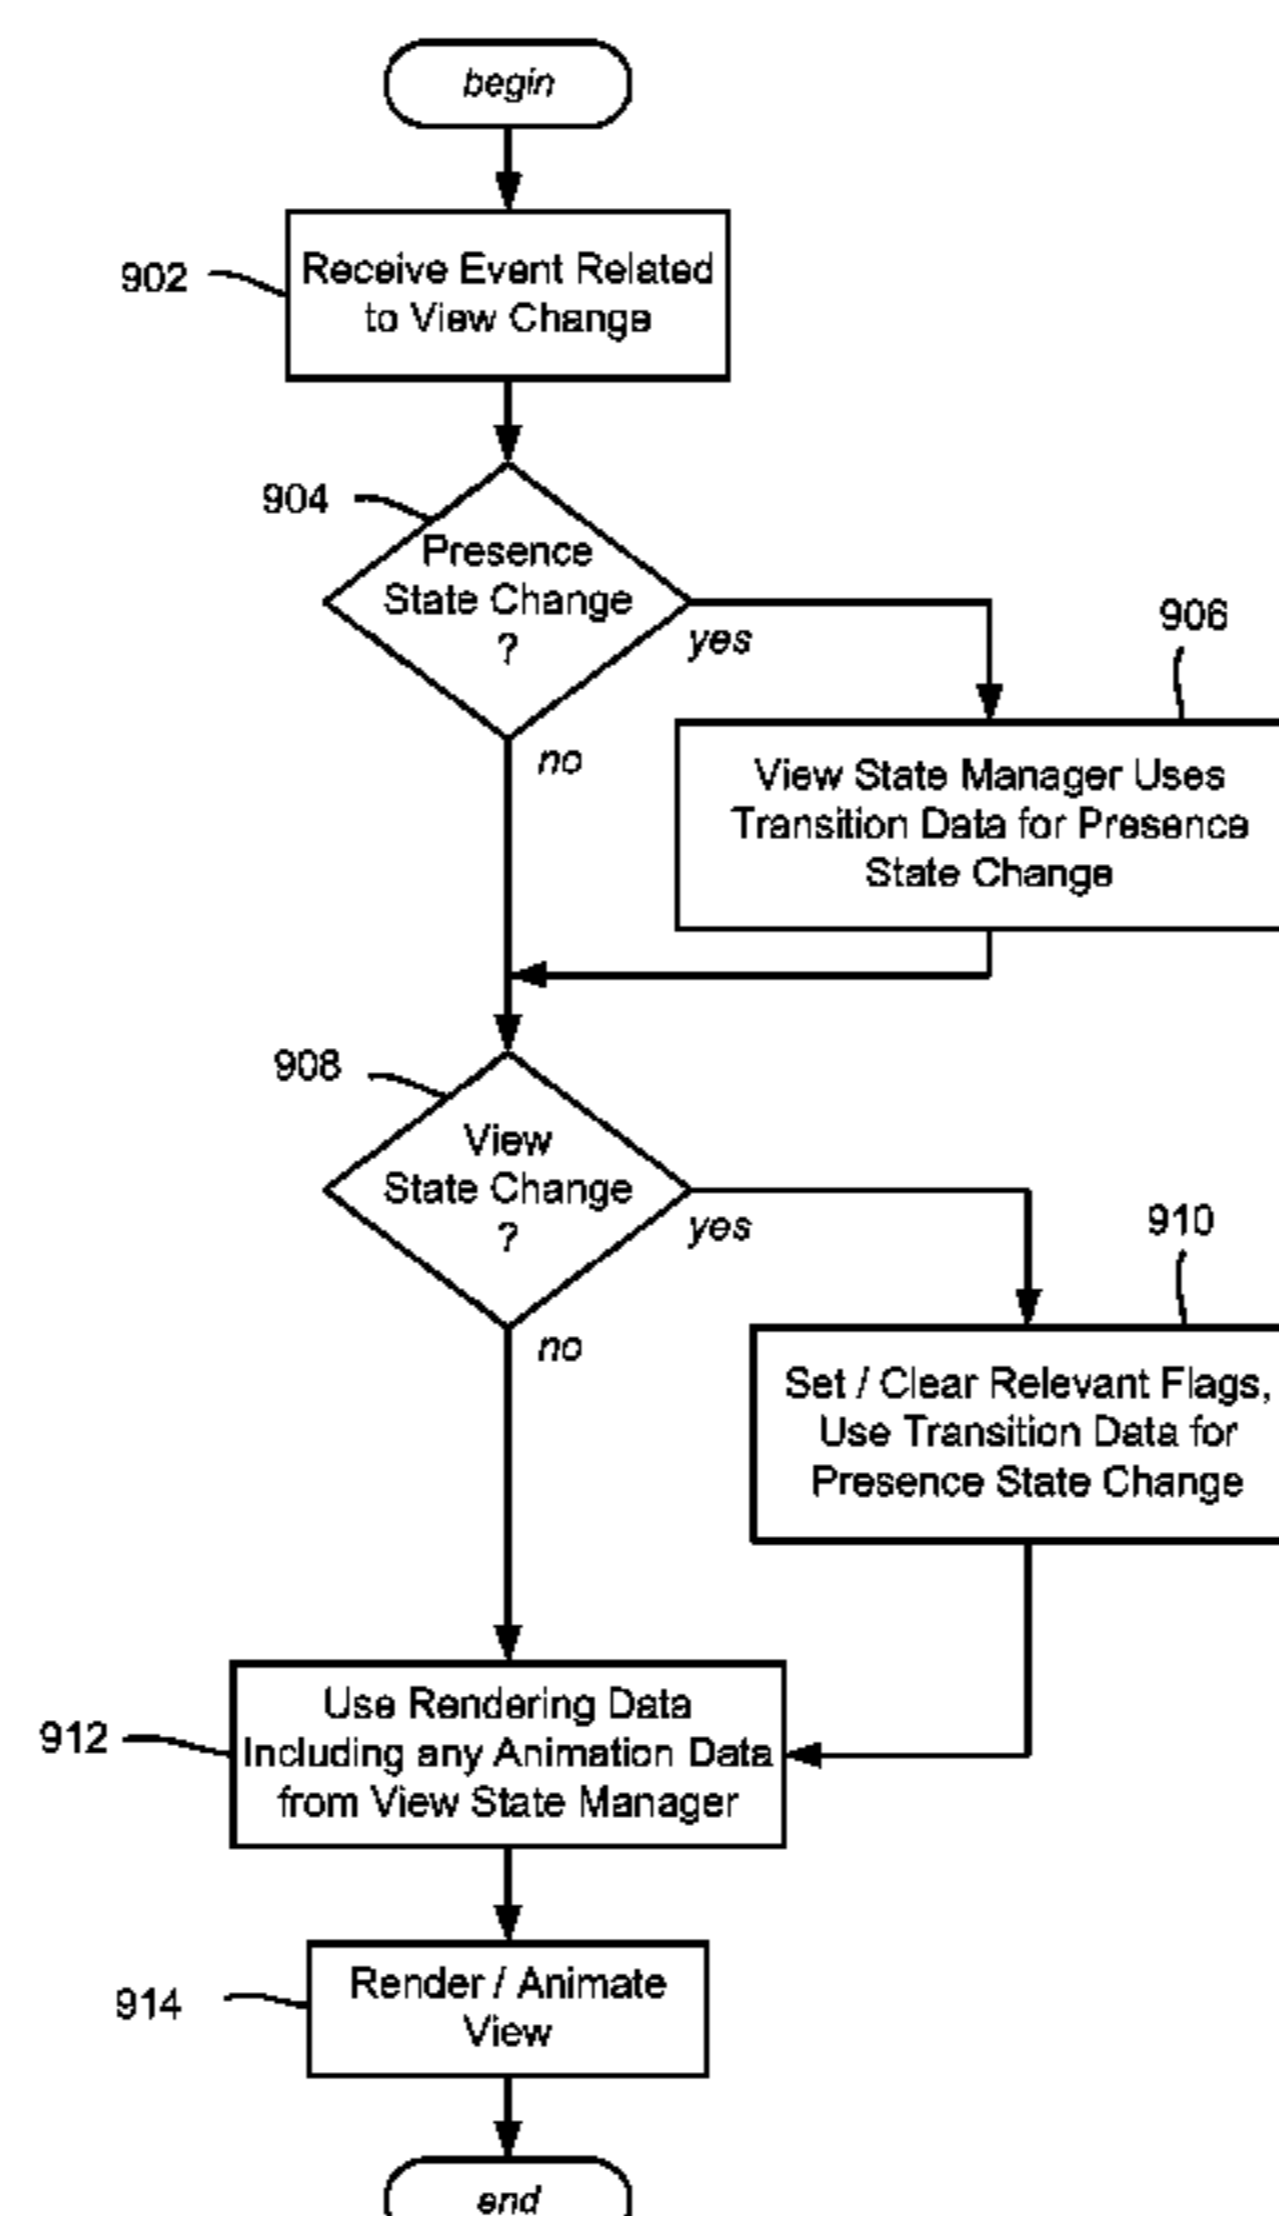 begin
902
Receive Event Related
to View Change
904
Presence
State Change
?
yes
no
906
View State Manager Uses
Transition Data for Presence
State Change
908
View
State Change
?
yes
no
910
Set / Clear Relevant Flags,
Use Transition Data for
Presence State Change
912
Use Rendering Data
Including any Animation Data
from View State Manager
914
Render / Animate
View
end